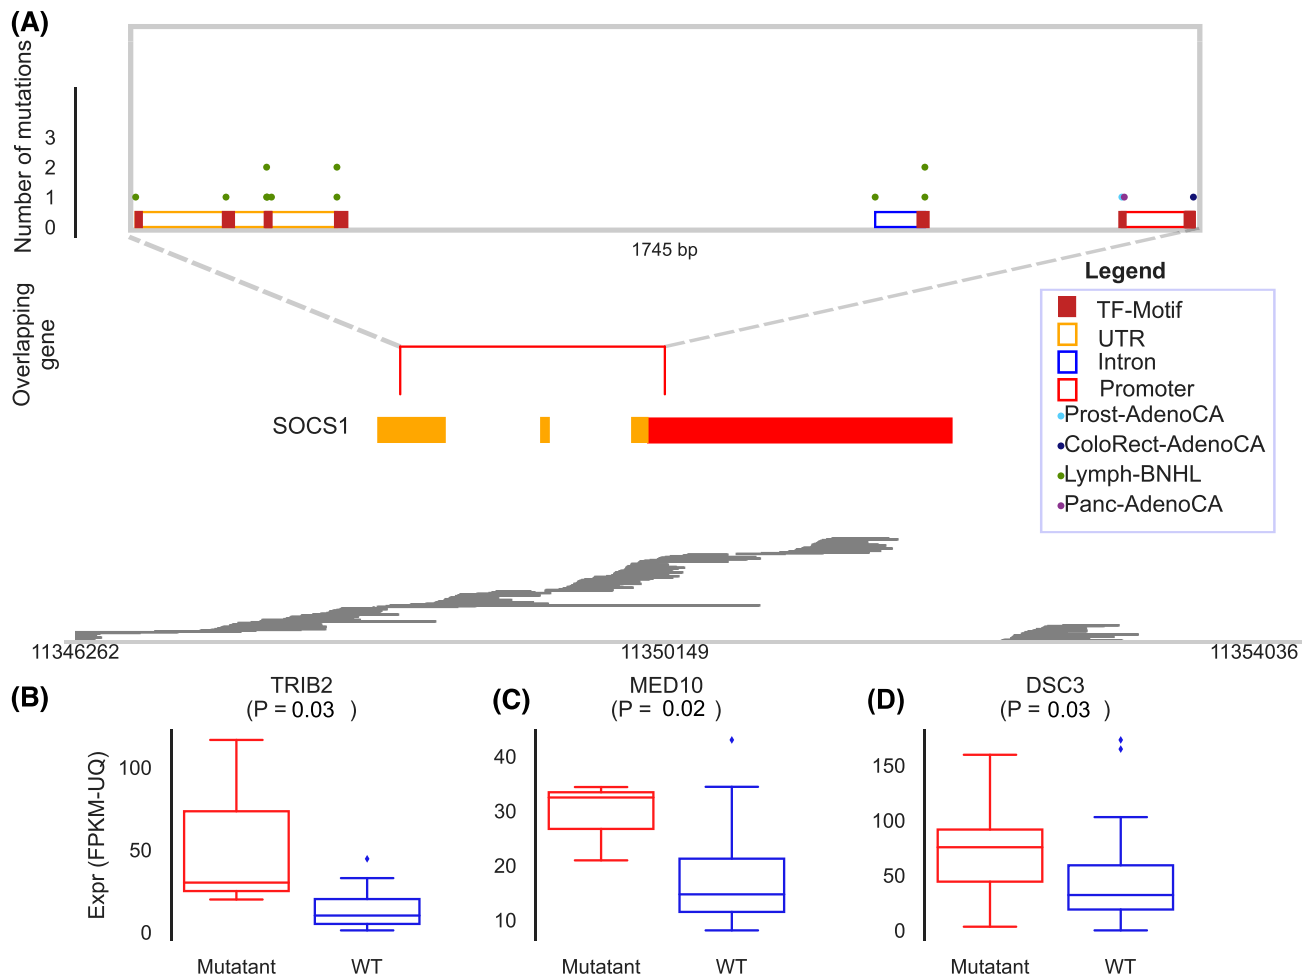 (A)
Number of mutations
3
2
1
0
1745 bp
Legend
TF-Motif
UTR
Intron
Promoter
Prost-AdenoCA
ColoRect-AdenoCA
Lymph-BNHL
Panc-AdenoCA
Overlapping
gene
SOCS1
11346262
11350149
11354036
(B)
TRIB2
(P = 0.03 )
Expr (FPKM-UQ)
100
50
0
Mutatant
WT
(C)
MED10
(P = 0.02 )
40
30
20
10
Mutatant
WT
(D)
DSC3
(P = 0.03 )
150
100
50
0
Mutatant
WT